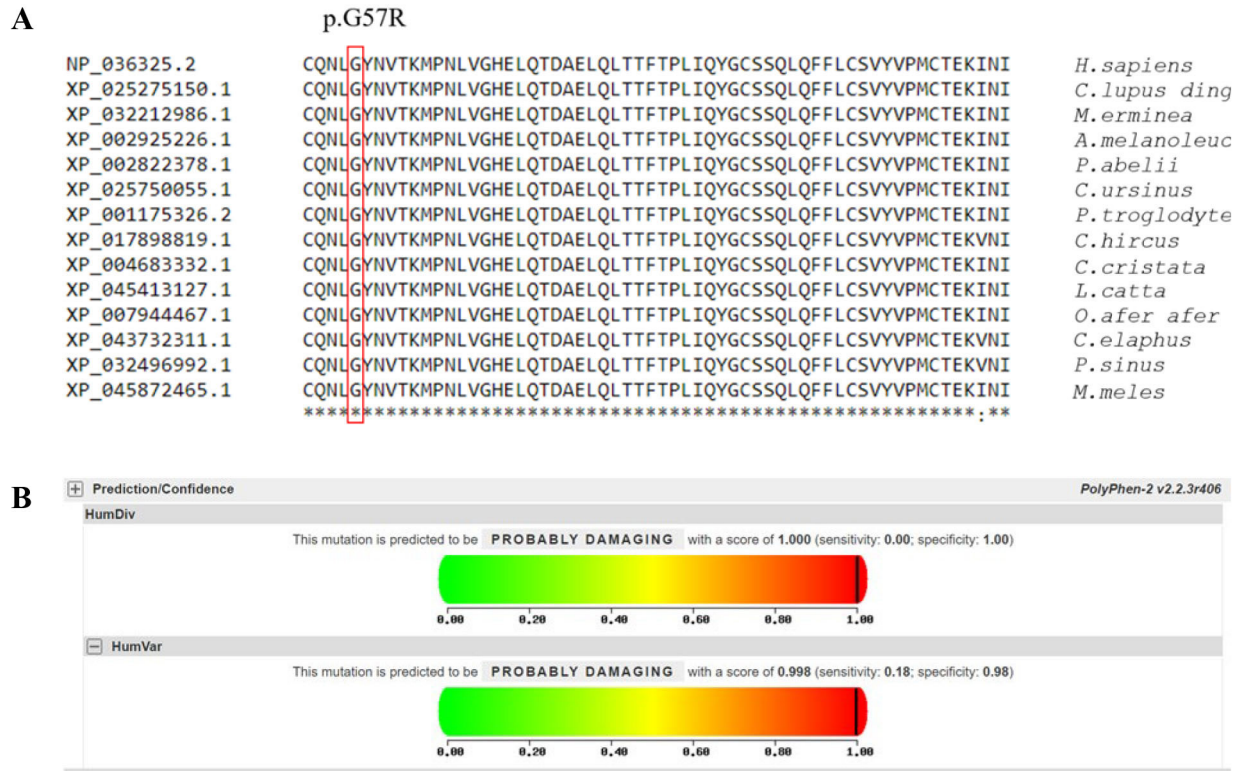 A
p.G57R
NP_036325.2 CQNLGYNVTKMPNLVGHELQTDAELQLTTFTPLIQYGCSSQLQFFLCSVYVPMCTEKINI H.sapiens
XP_025275150.1 CQNLGYNVTKMPNLVGHELQTDAELQLTTFTPLIQYGCSSQLQFFLCSVYVPMCTEKINI C.lupus ding
XP_032212986.1 CQNLGYNVTKMPNLVGHELQTDAELQLTTFTPLIQYGCSSQLQFFLCSVYVPMCTEKINI M.erminea
XP_002925226.1 CQNLGYNVTKMPNLVGHELQTDAELQLTTFTPLIQYGCSSQLQFFLCSVYVPMCTEKINI A.melanoleuc
XP_002822378.1 CQNLGYNVTKMPNLVGHELQTDAELQLTTFTPLIQYGCSSQLQFFLCSVYVPMCTEKINI P.abelii
XP_025750055.1 CQNLGYNVTKMPNLVGHELQTDAELQLTTFTPLIQYGCSSQLQFFLCSVYVPMCTEKINI C.ursinus
XP_001175326.2 CQNLGYNVTKMPNLVGHELQTDAELQLTTFTPLIQYGCSSQLQFFLCSVYVPMCTEKINI P.troglodyte
XP_017898819.1 CQNLGYNVTKMPNLVGHELQTDAELQLTTFTPLIQYGCSSQLQFFLCSVYVPMCTEKVNI C.hircus
XP_004683332.1 CQNLGYNVTKMPNLVGHELQTDAELQLTTFTPLIQYGCSSQLQFFLCSVYVPMCTEKINI C.cristata
XP_045413127.1 CQNLGYNVTKMPNLVGHELQTDAELQLTTFTPLIQYGCSSQLQFFLCSVYVPMCTEKINI L.catta
XP_007944467.1 CQNLGYNVTKMPNLVGHELQTDAELQLTTFTPLIQYGCSSQLQFFLCSVYVPMCTEKINI O.afer afer
XP_043732311.1 CQNLGYNVTKMPNLVGHELQTDAELQLTTFTPLIQYGCSSQLQFFLCSVYVPMCTEKVNI C.elaphus
XP_032496992.1 CQNLGYNVTKMPNLVGHELQTDAELQLTTFTPLIQYGCSSQLQFFLCSVYVPMCTEKVNI P.sinus
XP_045872465.1 CQNLGYNVTKMPNLVGHELQTDAELQLTTFTPLIQYGCSSQLQFFLCSVYVPMCTEKINI M.meles
*********************************************************:**
B
Prediction/Confidence PolyPhen-2 v2.2.3r406
HumDiv
This mutation is predicted to be PROBABLY DAMAGING with a score of 1.000 (sensitivity: 0.00; specificity: 1.00)
0.00 0.20 0.40 0.60 0.80 1.00
HumVar
This mutation is predicted to be PROBABLY DAMAGING with a score of 0.998 (sensitivity: 0.18; specificity: 0.98)
0.00 0.20 0.40 0.60 0.80 1.00